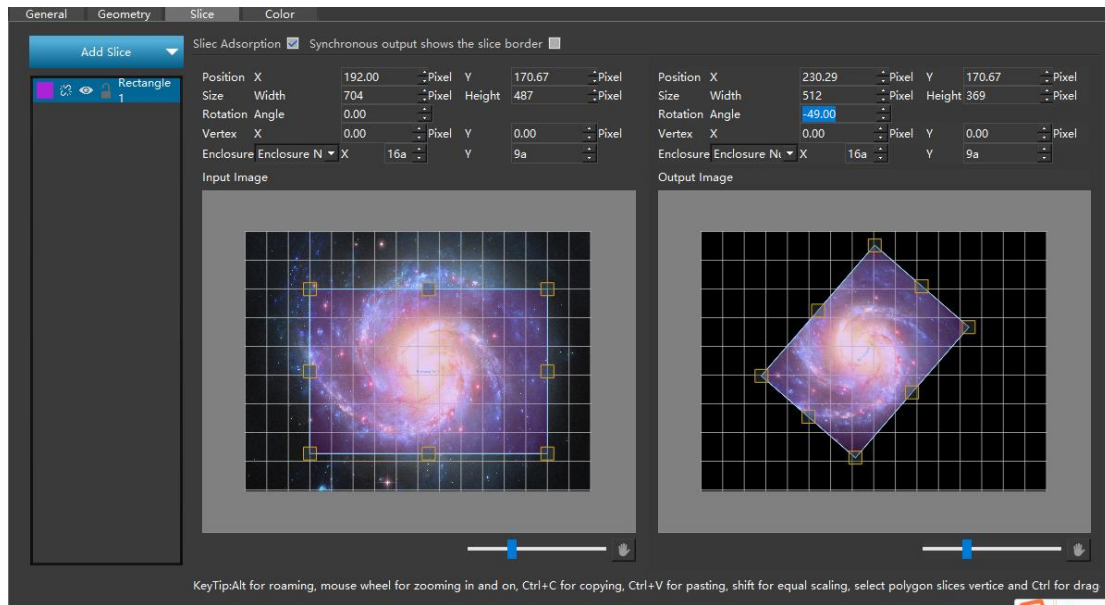 General Geometry Slice Color
Add Slice
Sliec Adsorption Synchronous output shows the slice border
Rectangle
1
Position X 192.00 Pixel Y 170.67 Pixel
Size Width 704 Pixel Height 487 Pixel
Rotation Angle 0.00
Vertex X 0.00 Pixel Y 0.00 Pixel
Enclosure Enclosure N X 16a Y 9a
Input Image
Position X 230.29 Pixel Y 170.67 Pixel
Size Width 512 Pixel Height 369 Pixel
Rotation Angle -49.00
Vertex X 0.00 Pixel Y 0.00 Pixel
Enclosure Enclosure Nu X 16a Y 9a
Output Image
KeyTip:Alt for roaming, mouse wheel for zooming in and on, Ctrl+C for copying, Ctrl+V for pasting, shift for equal scaling, select polygon slices vertice and Ctrl for drag